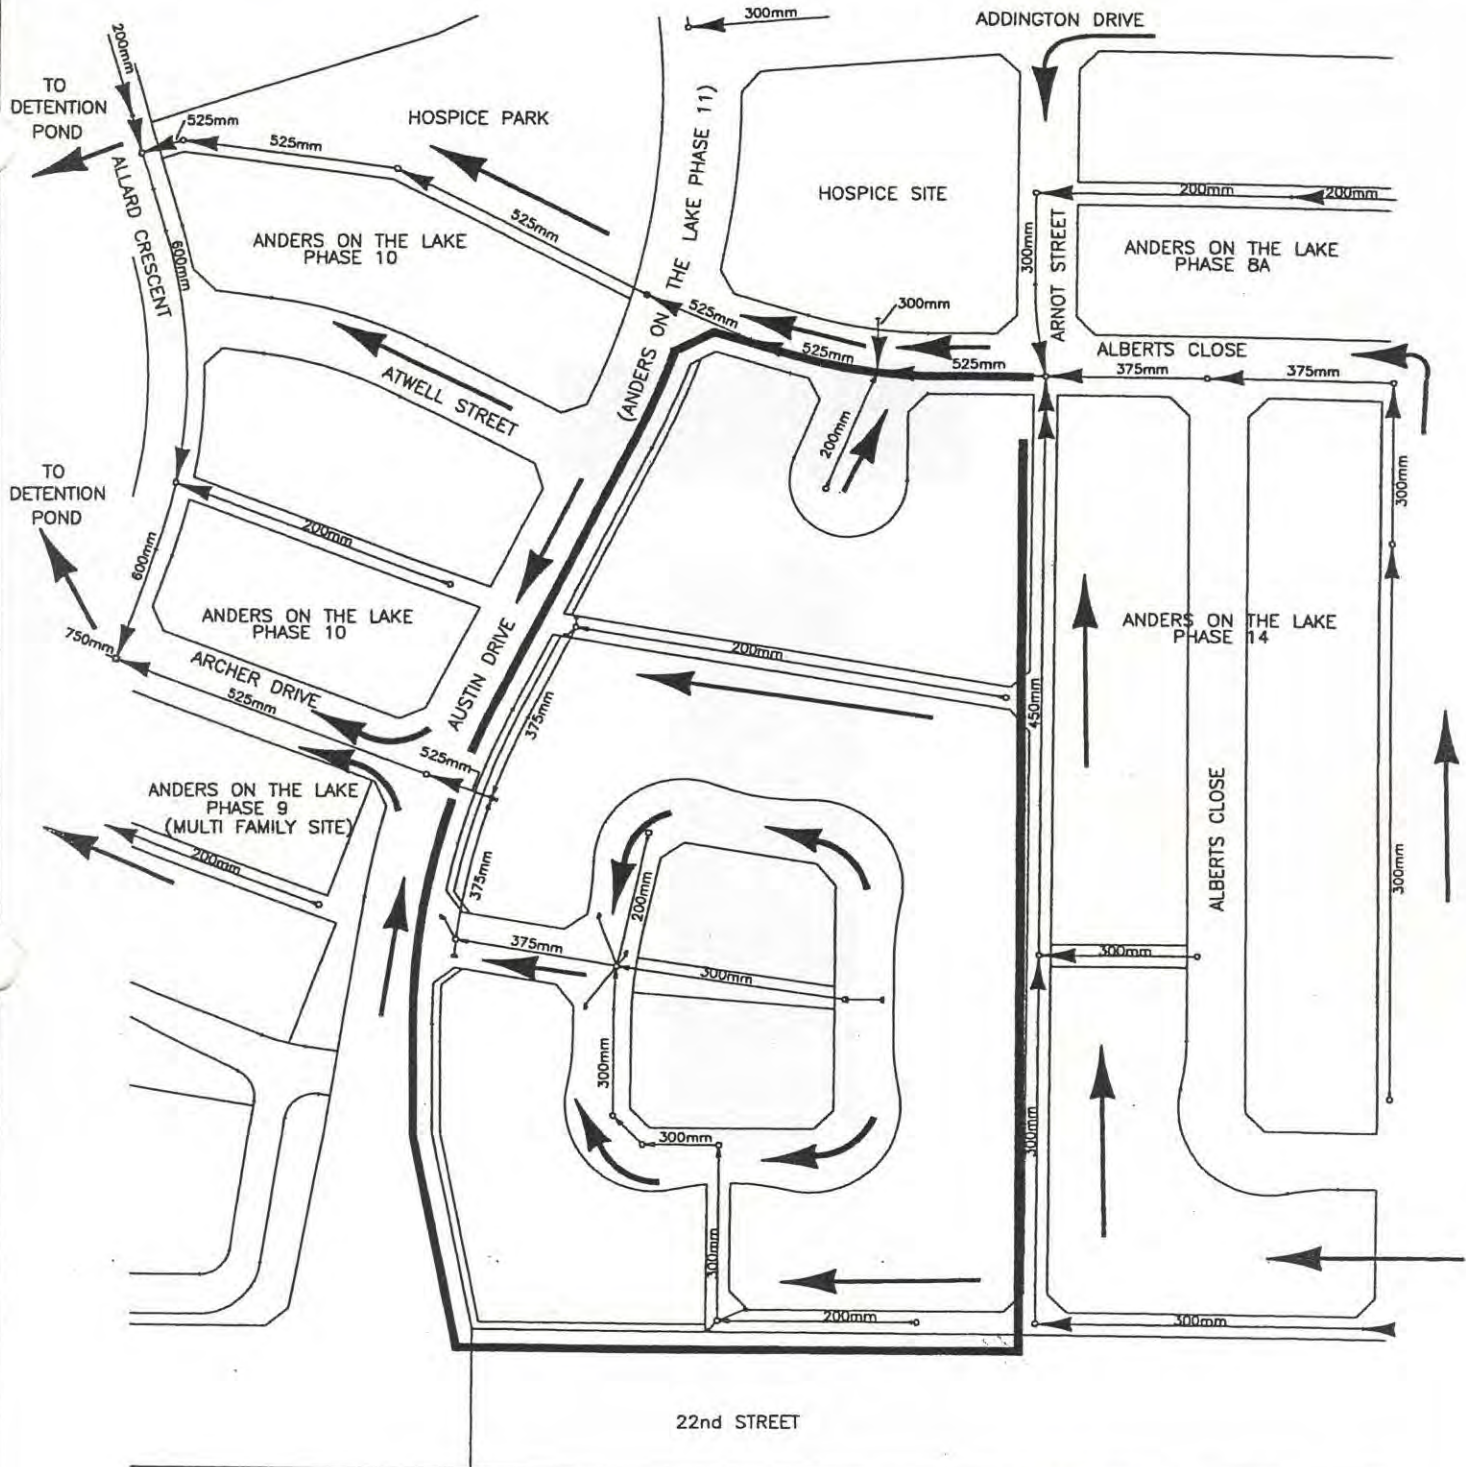 300mm
ADDINGTON DRIVE
200mm
TO
DETENTION
POND
525mm
525mm
HOSPICE PARK
(ANDERS ON THE LAKE PHASE 11)
HOSPICE SITE
200mm
200mm
ALLARD CRESCENT
525mm
ANDERS ON THE LAKE
PHASE 10
600mm
300mm
ARNOT STREET
ANDERS ON THE LAKE
PHASE 8A
525mm
300mm
525mm
525mm
ALBERTS CLOSE
375mm
375mm
ATWELL STREET
200mm
300mm
TO
DETENTION
POND
200mm
600mm
ANDERS ON THE LAKE
PHASE 10
750mm
ARCHER DRIVE
525mm
AUSTIN DRIVE
200mm
375mm
450mm
ANDERS ON THE LAKE
PHASE 14
525mm
ANDERS ON THE LAKE
PHASE 9
(MULTI FAMILY SITE)
200mm
375mm
200mm
ALBERTS CLOSE
300mm
375mm
300mm
300mm
300mm
300mm
300mm
300mm
200mm
300mm
22nd STREET